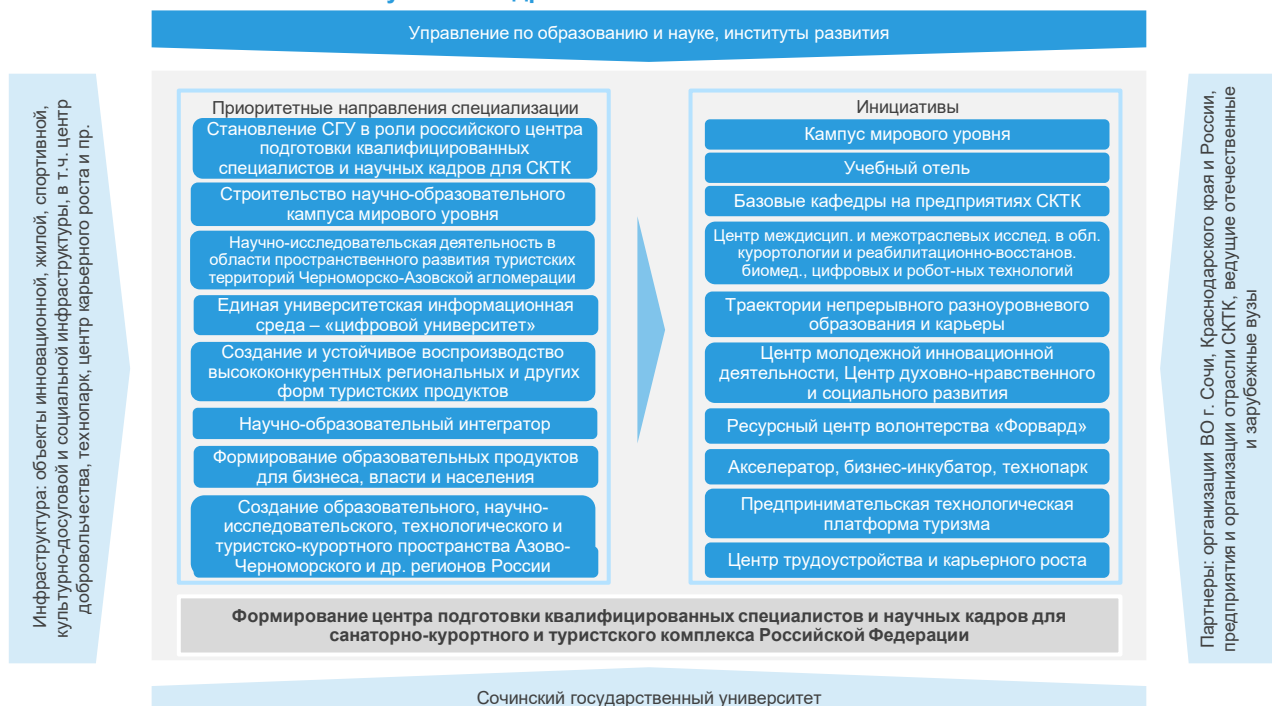 Управление по образованию и науке, институты развития
Инфраструктура: объекты инновационной, жилой, спортивной,
культурно-досуговой и социальной инфраструктуры, в т.ч. центр
добровольчества, технопарк, центр карьерного роста и пр.
Приоритетные направления специализации
Становление СГУ в роли российского центра
подготовки квалифицированных
специалистов и научных кадров для СКТК
Строительство научно-образовательного
кампуса мирового уровня
Научно-исследовательская деятельность в
области пространственного развития туристских
территорий Черноморско-Азовской агломерации
Единая университетская информационная
среда – «цифровой университет»
Создание и устойчивое воспроизводство
высококонкурентных региональных и других
форм туристских продуктов
Научно-образовательный интегратор
Формирование образовательных продуктов
для бизнеса, власти и населения
Создание образовательного, научно-
исследовательского, технологического и
туристско-курортного пространства Азово-
Черноморского и др. регионов России
Инициативы
Кампус мирового уровня
Учебный отель
Базовые кафедры на предприятиях СКТК
Центр междисцип. и межотраслевых исслед. в обл.
курортологии и реабилитационно-восстанов.
биомед., цифровых и робот-ных технологий
Траектории непрерывного разноуровневого
образования и карьеры
Центр молодежной инновационной
деятельности, Центр духовно-нравственного
и социального развития
Ресурсный центр волонтерства «Форвард»
Акселератор, бизнес-инкубатор, технопарк
Предпринимательская технологическая
платформа туризма
Центр трудоустройства и карьерного роста
Партнеры: организации ВО г. Сочи, Краснодарского края и России,
предприятия и организации отрасли СКТК, ведущие отечественные
и зарубежные вузы
Формирование центра подготовки квалифицированных специалистов и научных кадров для
санаторно-курортного и туристского комплекса Российской Федерации
Сочинский государственный университет